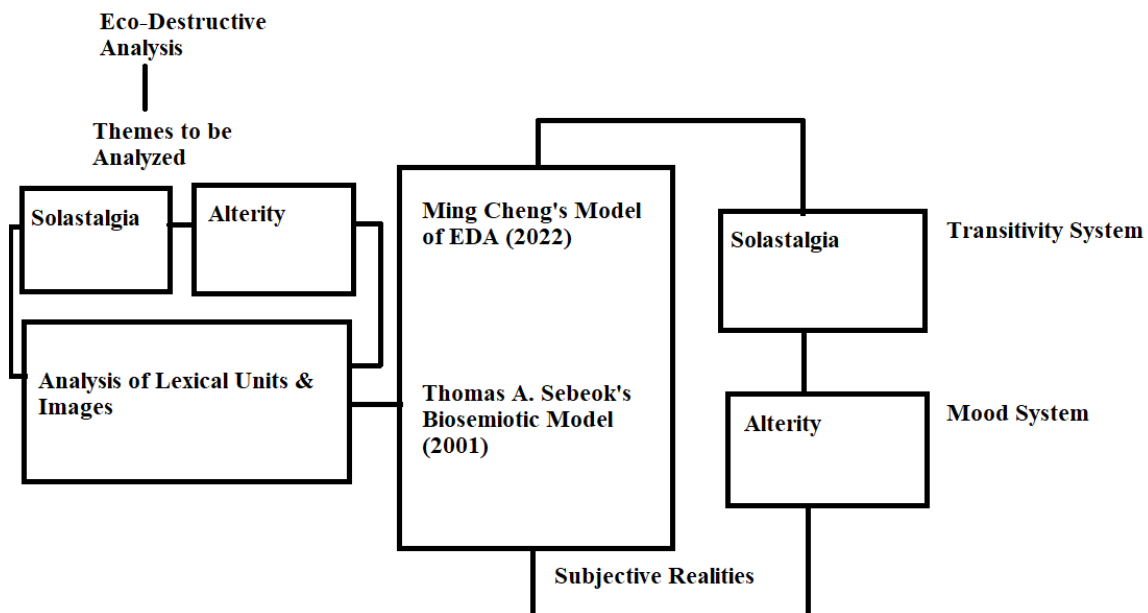 Eco-Destructive
Analysis
Themes to be
Analyzed
Solastalgia
Alterity
Analysis of Lexical Units &
Images
Ming Cheng's Model
of EDA (2022)
Thomas A. Sebeok's
Biosemiotic Model
(2001)
Solastalgia
Transitivity System
Alterity
Mood System
Subjective Realities